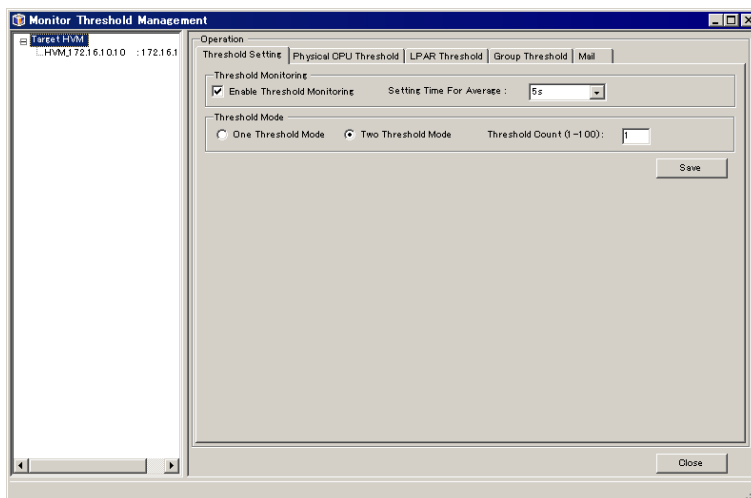 Monitor Threshold Management
Target HVM
HVM_172.16.10.10 : 172.16.1
Operation
Threshold Setting Physical CPU Threshold LPAR Threshold Group Threshold Mail
Threshold Monitoring
Enable Threshold Monitoring Setting Time For Average : 5s
Threshold Mode
One Threshold Mode Two Threshold Mode Threshold Count (1-100): 1
Save
Close